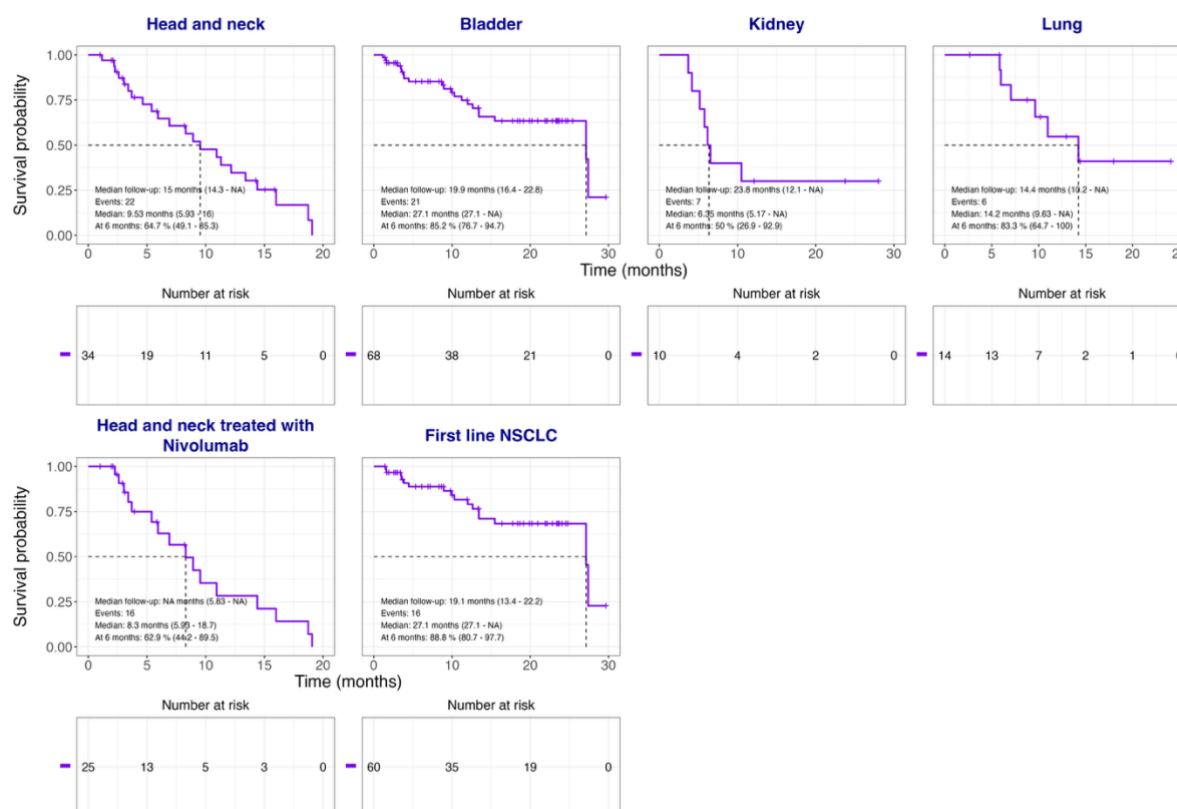 Head and neck
Bladder
Kidney
Lung
Survival probability
1.00
0.75
0.50
0.25
0.00
Median follow-up: 15 months (14.3 - NA)
Events: 22
Median: 9.53 months (5.93 - 16)
At 6 months: 64.7 % (49.1 - 85.3)
Median follow-up: 19.9 months (16.4 - 22.8)
Events: 21
Median: 27.1 months (27.1 - NA)
At 6 months: 85.2 % (76.7 - 94.7)
Median follow-up: 23.8 months (12.1 - NA)
Events: 7
Median: 6.35 months (5.17 - NA)
At 6 months: 50 % (26.9 - 92.9)
Median follow-up: 14.4 months (10.2 - NA)
Events: 6
Median: 14.2 months (9.63 - NA)
At 6 months: 83.3 % (64.7 - 100)
0 5 10 15 20
0 10 20 30
0 10 20 30
0 5 10 15 20
Time (months)
Number at risk
Number at risk
Number at risk
Number at risk
34 19 11 5 0
68 38 21 0
10 4 2 0
14 13 7 2 1
Head and neck treated with
Nivolumab
First line NSCLC
Survival probability
1.00
0.75
0.50
0.25
0.00
Median follow-up: NA months (5.83 - NA)
Events: 16
Median: 8.3 months (5.93 - 18.7)
At 6 months: 62.9 % (44.2 - 89.5)
Median follow-up: 19.1 months (13.4 - 22.2)
Events: 16
Median: 27.1 months (27.1 - NA)
At 6 months: 88.8 % (80.7 - 97.7)
0 5 10 15 20
0 10 20 30
Time (months)
Number at risk
Number at risk
25 13 5 3 0
60 35 19 0